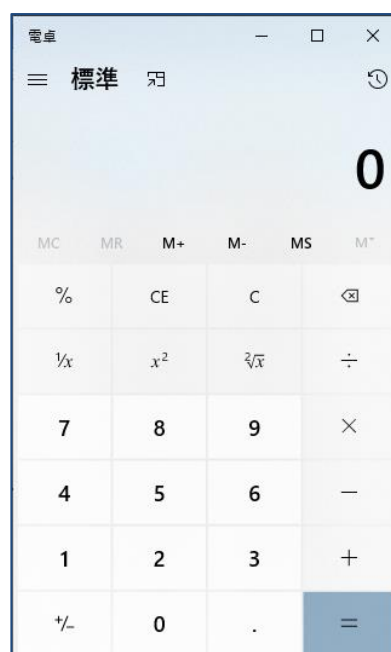 電卓
標準
0
MC MR M+ M- MS M˅
% CE C
¹/x x² ²√x ÷
7 8 9 ×
4 5 6 −
1 2 3 +
+/− 0 . =